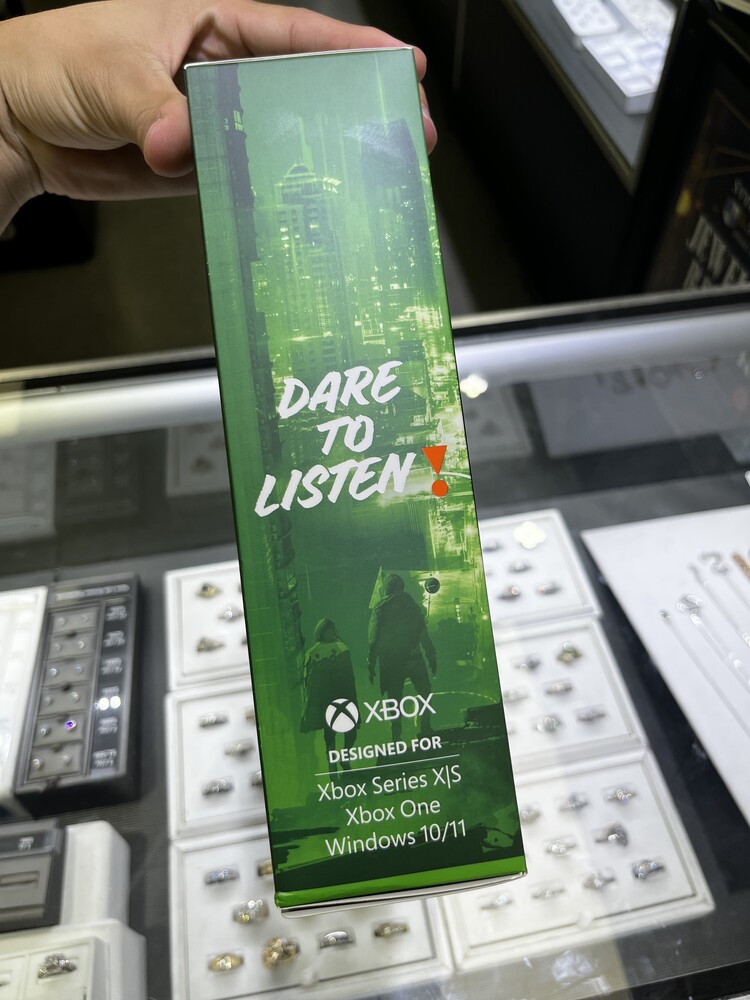 DARE
TO
LISTEN!
XBOX
DESIGNED FOR
Xbox Series X|S
Xbox One
Windows 10/11